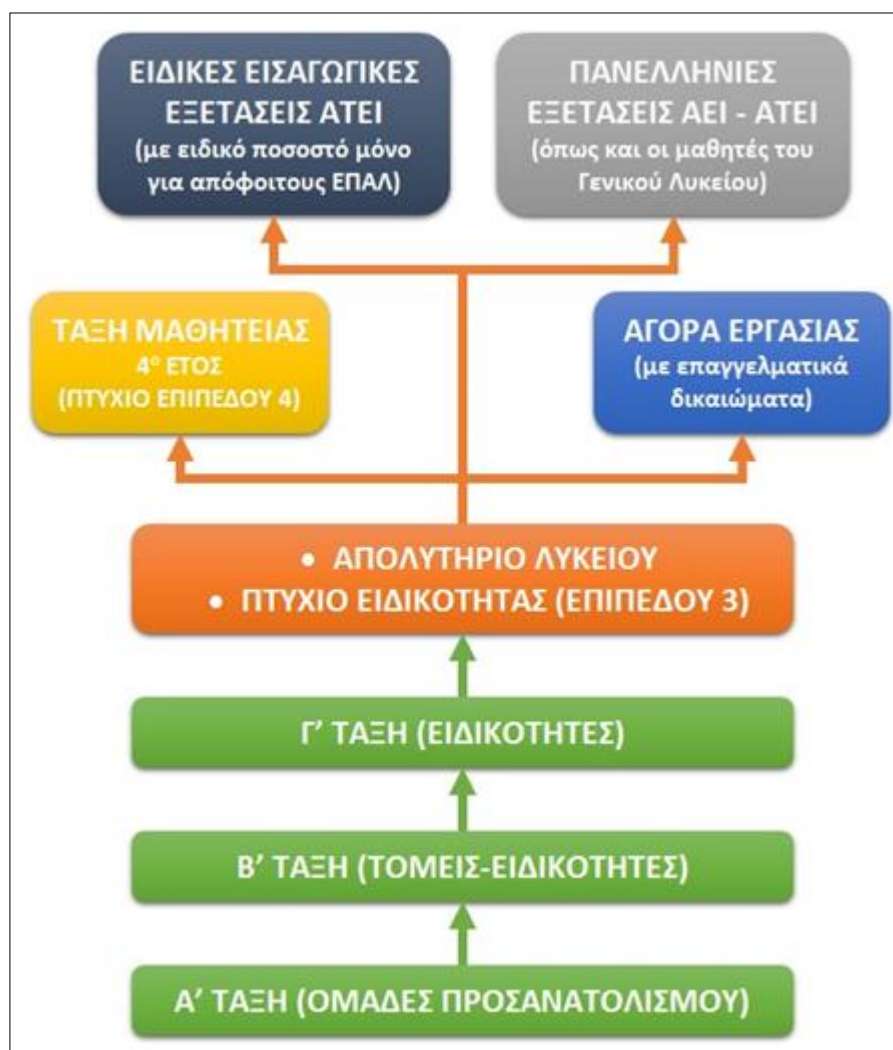 ΕΙΔΙΚΕΣ ΕΙΣΑΓΩΓΙΚΕΣ
ΕΞΕΤΑΣΕΙΣ ΑΤΕΙ
(με ειδικό ποσοστό μόνο
για απόφοιτους ΕΠΑΛ)
ΠΑΝΕΛΛΗΝΙΕΣ
ΕΞΕΤΑΣΕΙΣ ΑΕΙ - ΑΤΕΙ
(όπως και οι μαθητές του
Γενικού Λυκείου)
ΤΑΞΗ ΜΑΘΗΤΕΙΑΣ
4ο ΕΤΟΣ
(ΠΤΥΧΙΟ ΕΠΙΠΕΔΟΥ 4)
ΑΓΟΡΑ ΕΡΓΑΣΙΑΣ
(με επαγγελματικά
δικαιώματα)
• ΑΠΟΛΥΤΗΡΙΟ ΛΥΚΕΙΟΥ
• ΠΤΥΧΙΟ ΕΙΔΙΚΟΤΗΤΑΣ (ΕΠΙΠΕΔΟΥ 3)
Γ’ ΤΑΞΗ (ΕΙΔΙΚΟΤΗΤΕΣ)
Β’ ΤΑΞΗ (ΤΟΜΕΙΣ-ΕΙΔΙΚΟΤΗΤΕΣ)
Α’ ΤΑΞΗ (ΟΜΑΔΕΣ ΠΡΟΣΑΝΑΤΟΛΙΣΜΟΥ)